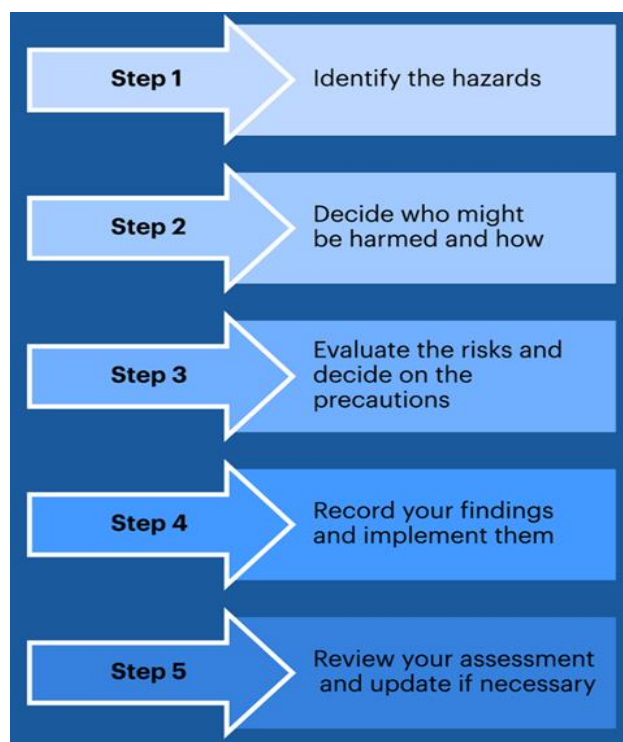 Step 1
Identify the hazards
Step 2
Decide who might
be harmed and how
Step 3
Evaluate the risks and
decide on the
precautions
Step 4
Record your findings
and implement them
Step 5
Review your assessment
and update if necessary